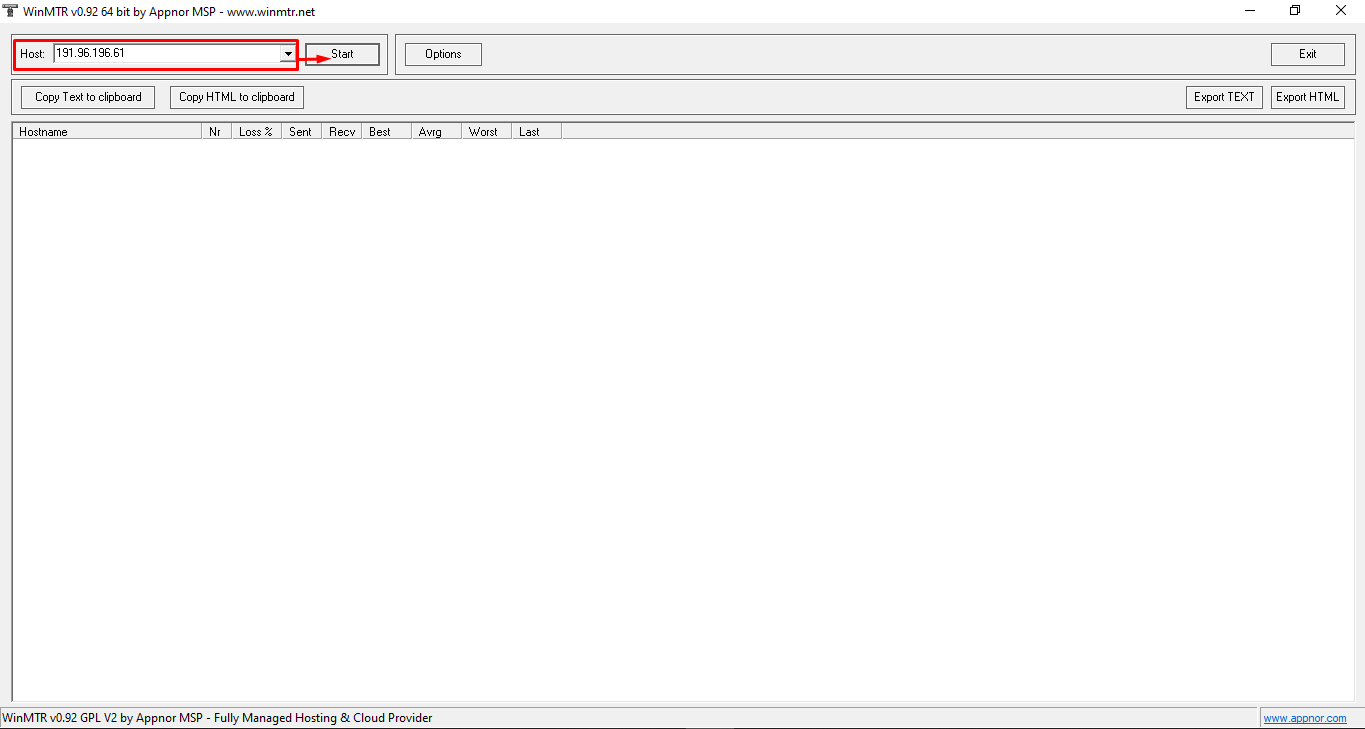 WinMTR v0.92 64 bit by Appnor MSP - www.winmtr.net
Host: 191.96.196.61 Start Options Exit
Copy Text to clipboard Copy HTML to clipboard Export TEXT Export HTML
Hostname Nr Loss % Sent Recv Best Avrg Worst Last
WinMTR v0.92 GPL V2 by Appnor MSP - Fully Managed Hosting & Cloud Provider www.appnor.com